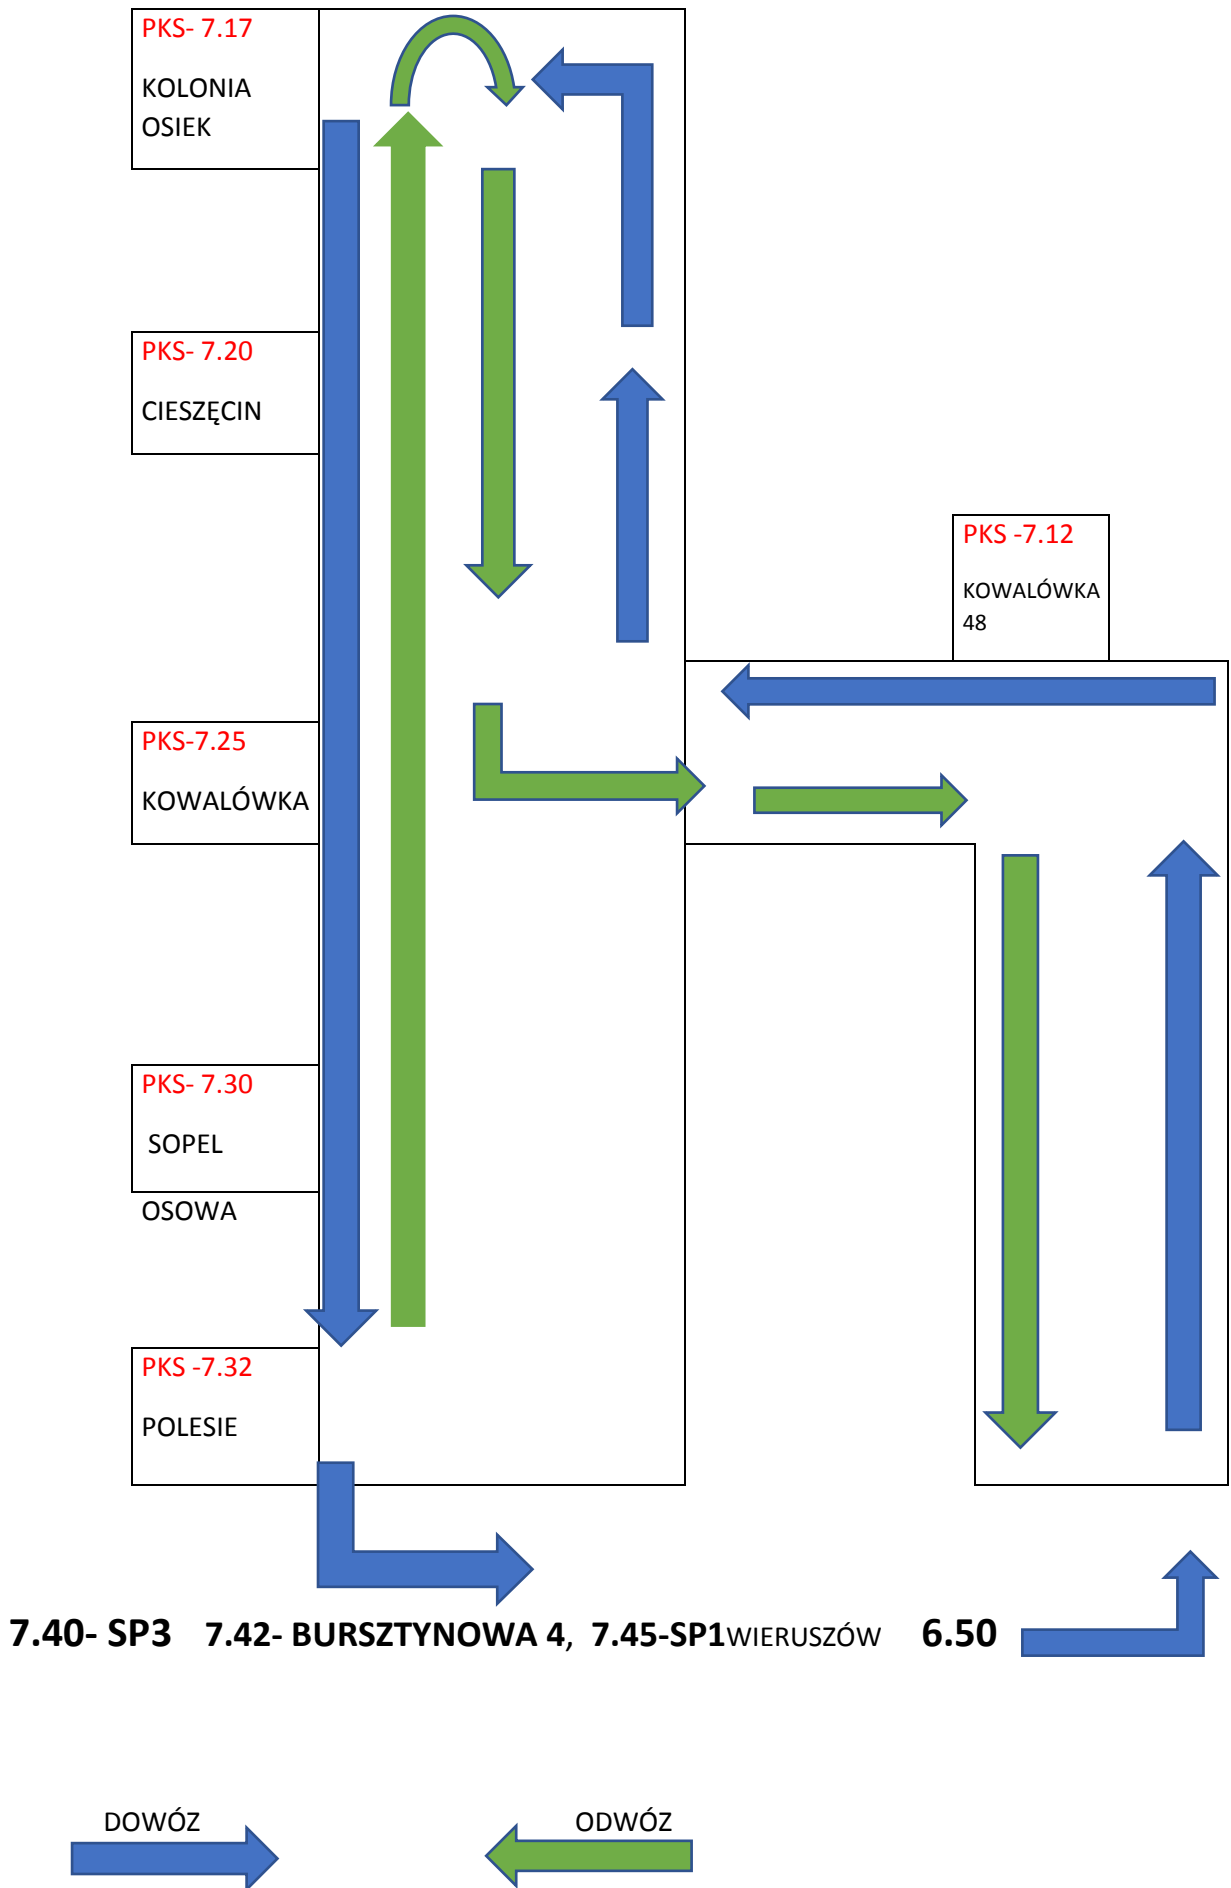 PKS- 7.17
KOLONIA
OSIEK
PKS- 7.20
CIESZĘCIN
PKS -7.12
KOWALÓWKA
48
PKS-7.25
KOWALÓWKA
PKS- 7.30
SOPEL
OSOWA
PKS -7.32
POLESIE
7.40- SP3 7.42- BURSZTYNOWA 4, 7.45-SP1WIERUSZÓW 6.50
DOWÓZ ODWÓZ